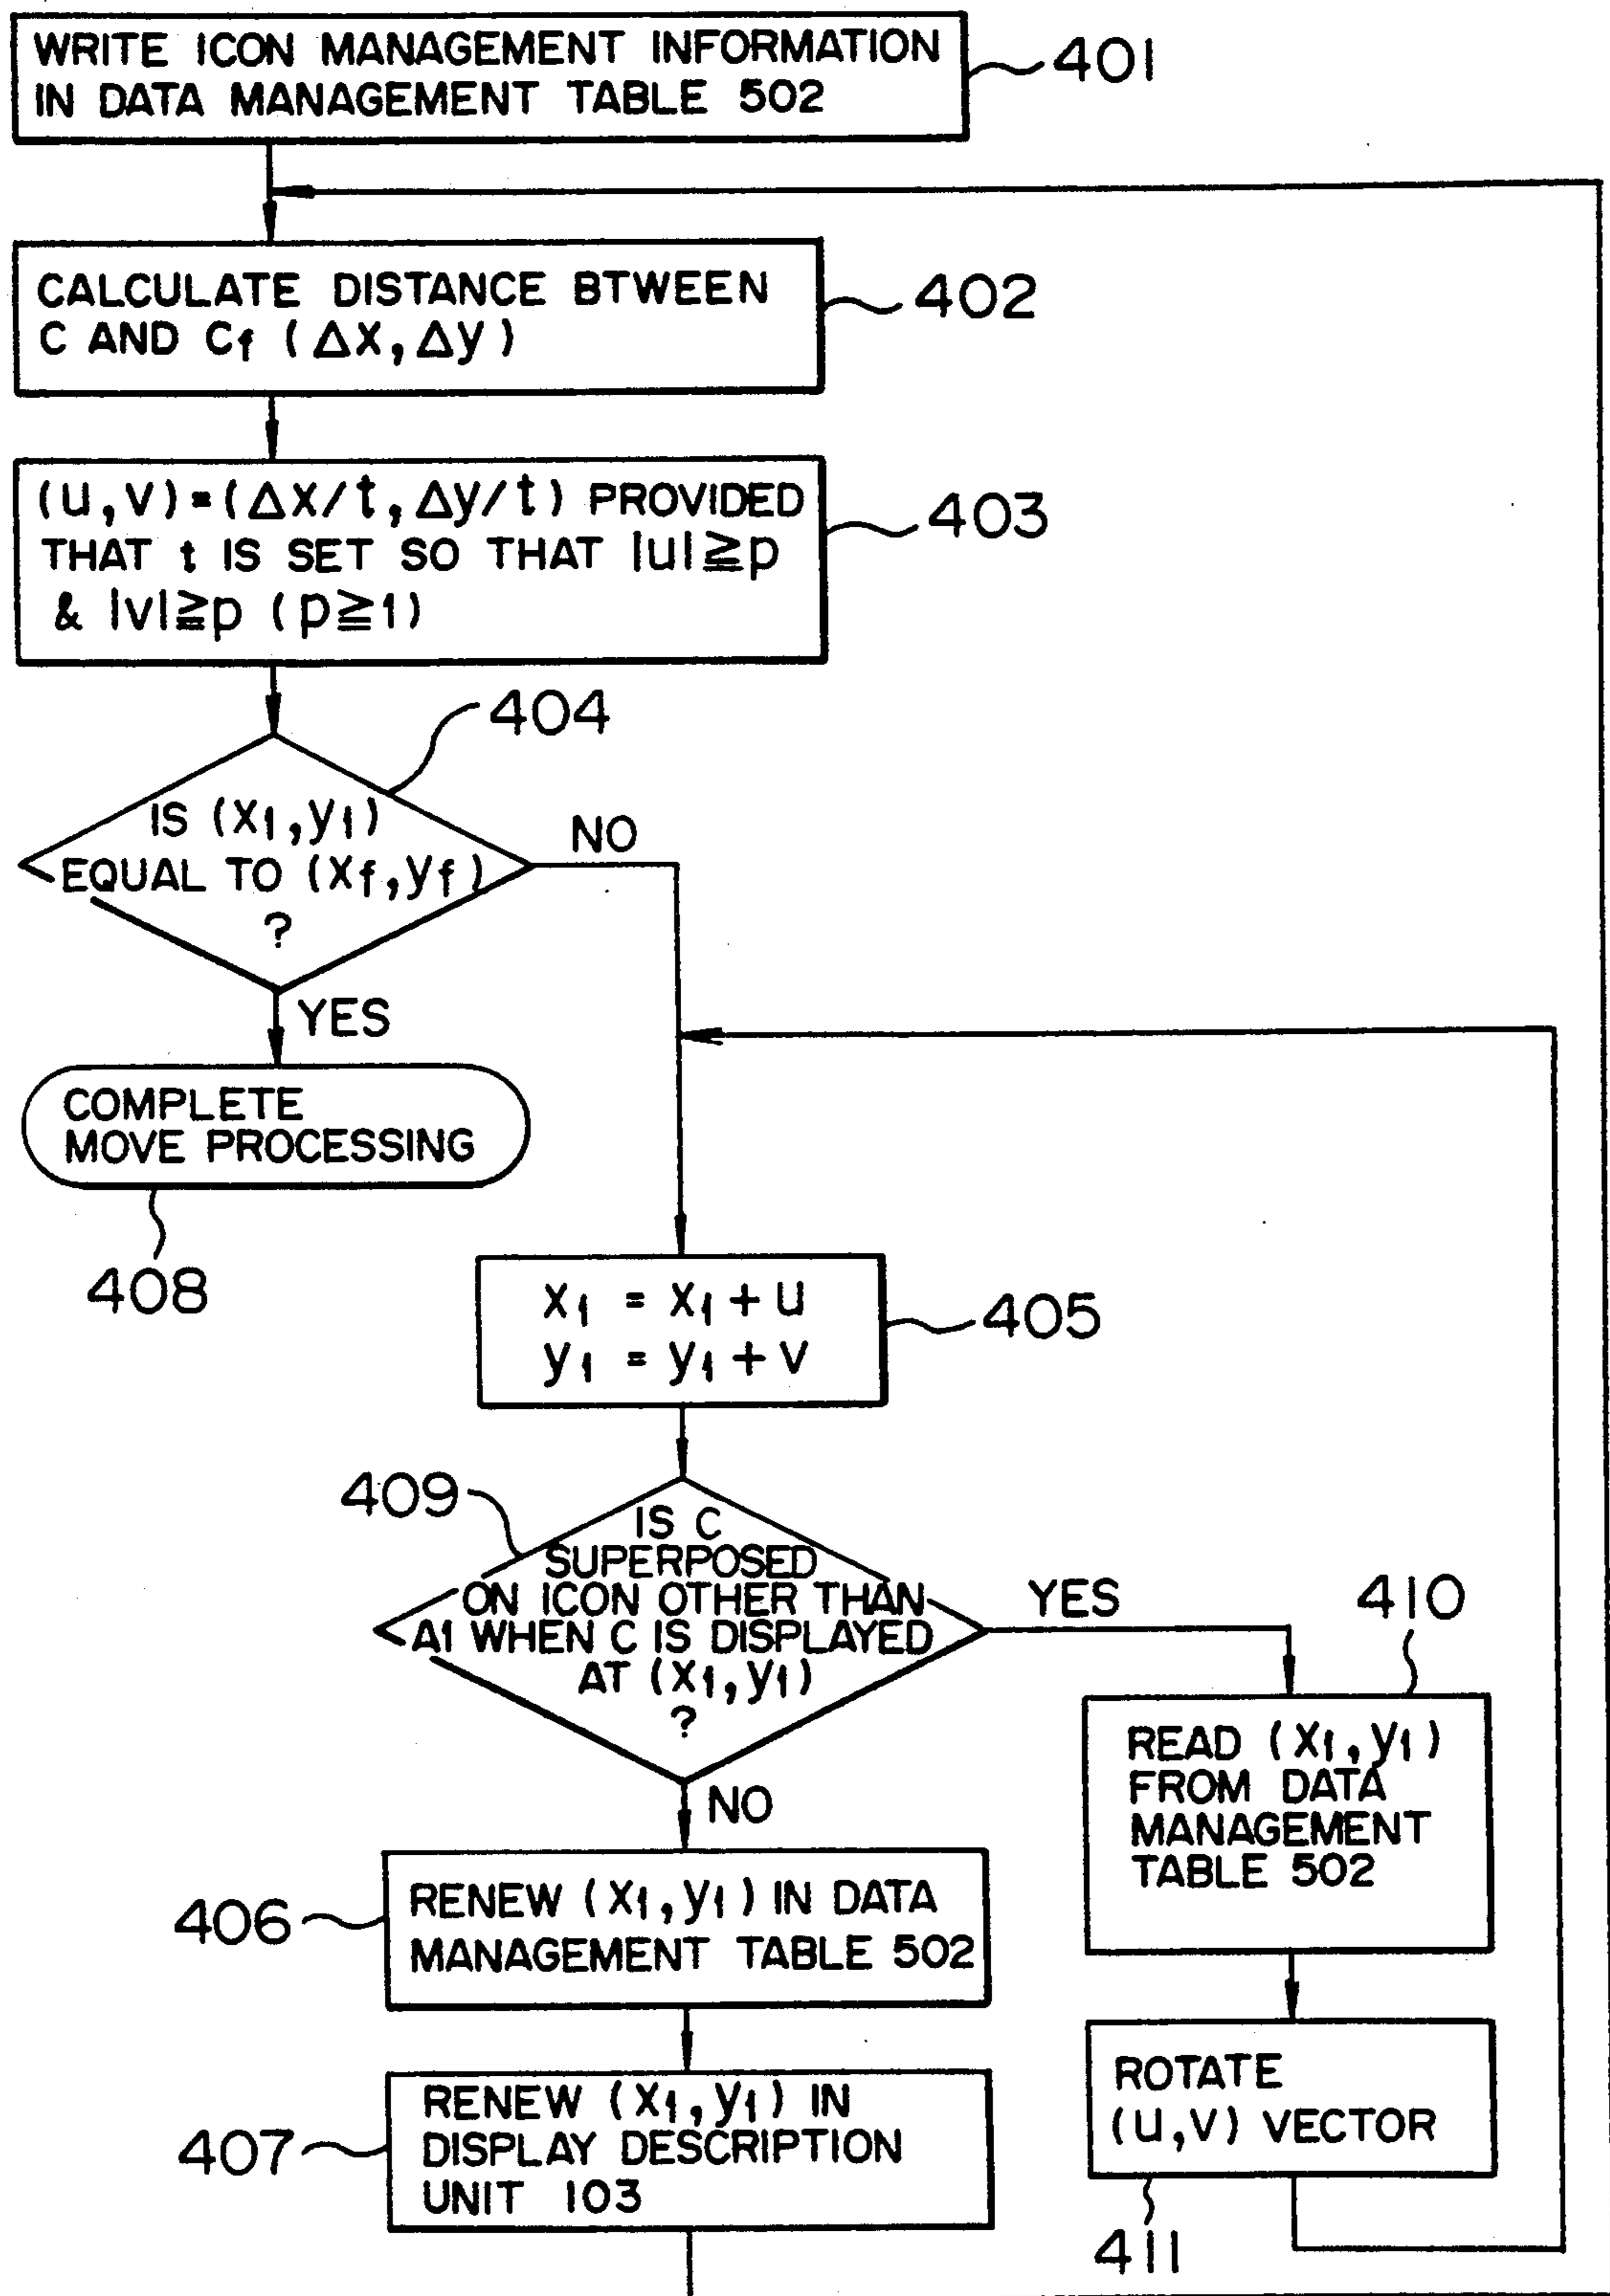 WRITE ICON MANAGEMENT INFORMATION
IN DATA MANAGEMENT TABLE 502
401
CALCULATE DISTANCE BTWEEN
C AND Cf (Δx, Δy)
402
(u,v)=(Δx/t, Δy/t) PROVIDED
THAT t IS SET SO THAT |u|≧p
& |v|≧p (p≧1)
403
404
IS (x1,y1)
EQUAL TO (xf,yf)
?
NO
YES
COMPLETE
MOVE PROCESSING
408
x1 = x1 + u
y1 = y1 + v
405
409
IS C
SUPERPOSED
ON ICON OTHER THAN
A1 WHEN C IS DISPLAYED
AT (x1,y1)
?
YES
410
READ (x1,y1)
FROM DATA
MANAGEMENT
TABLE 502
NO
RENEW (x1,y1) IN DATA
MANAGEMENT TABLE 502
406
RENEW (x1,y1) IN
DISPLAY DESCRIPTION
UNIT 103
407
ROTATE
(u,v) VECTOR
411